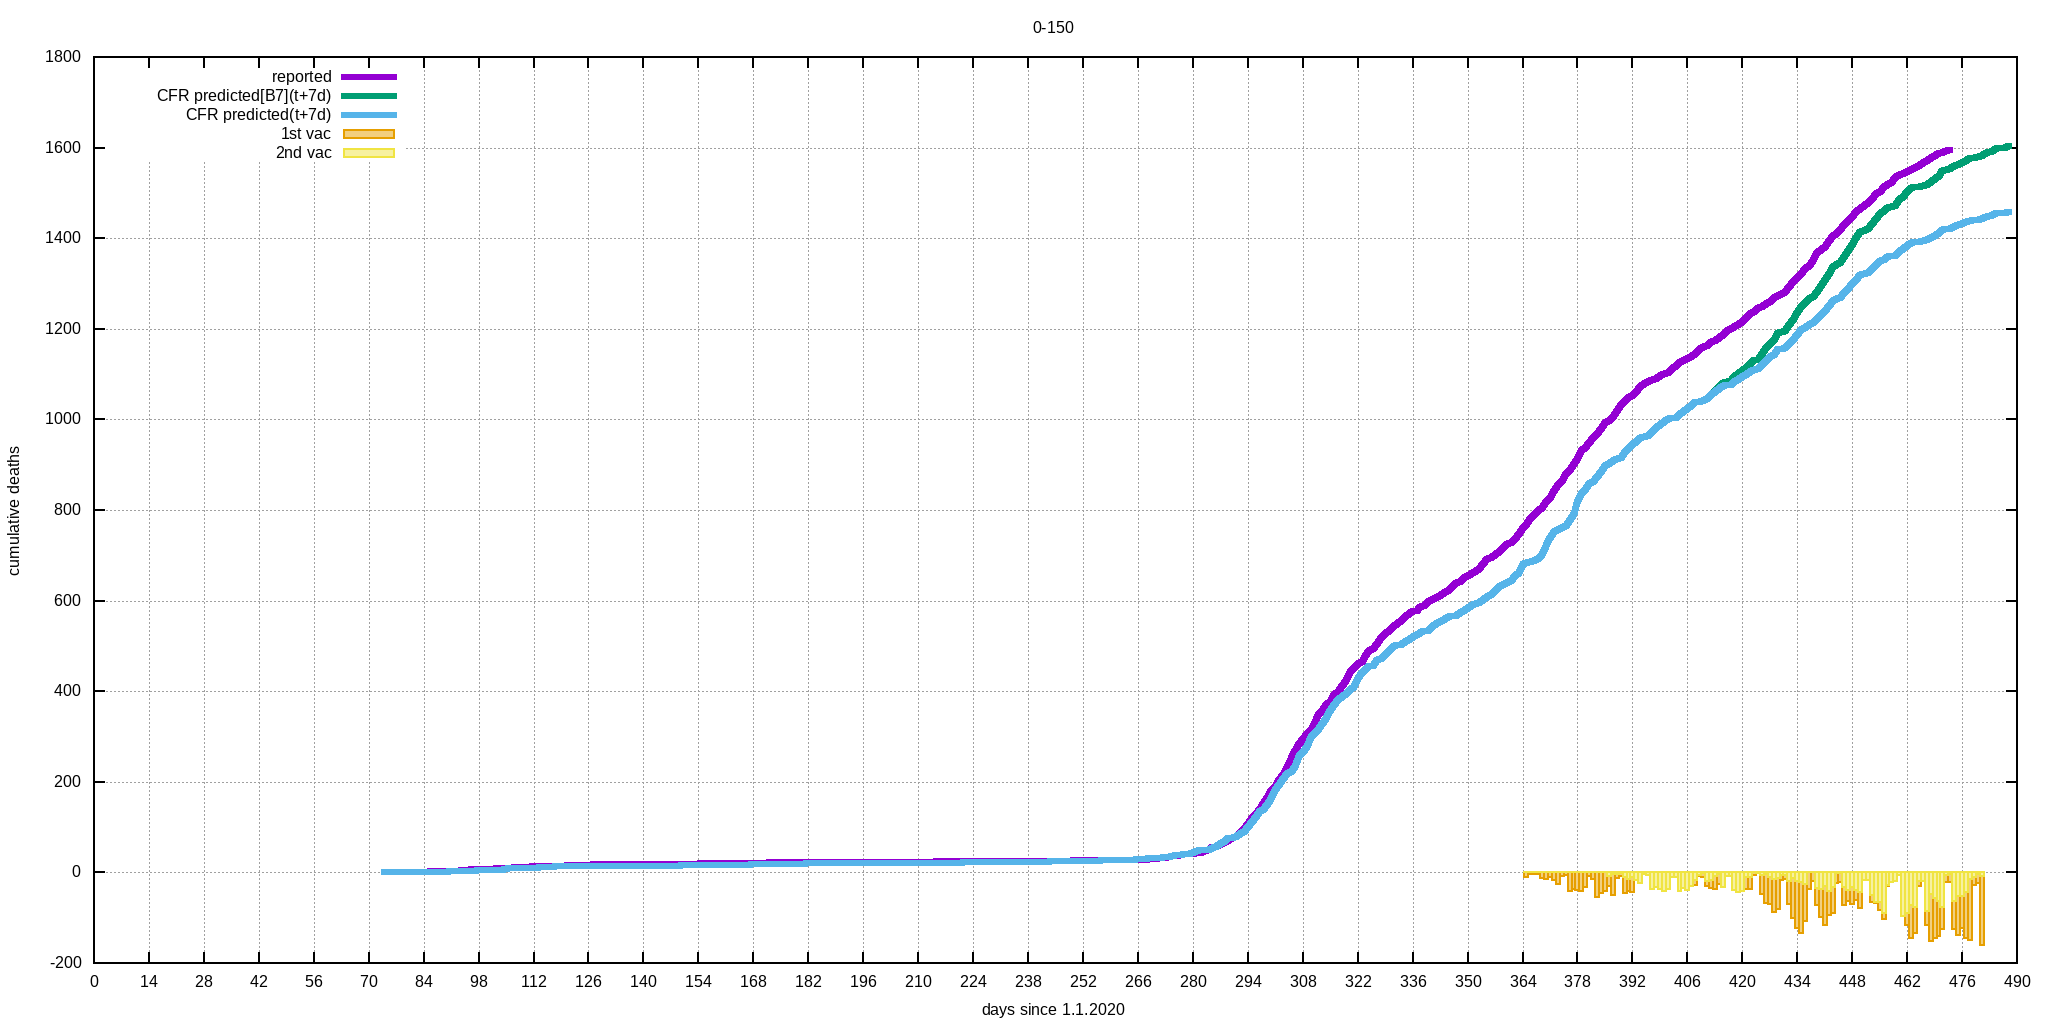 0-150
1800
1600
1400
1200
1000
800
600
400
200
0
-200
cumulative deaths
reported
CFR predicted[B7](t+7d)
CFR predicted(t+7d)
1st vac
2nd vac
0 14 28 42 56 70 84 98 112 126 140 154 168 182 196 210 224 238 252 266 280 294 308 322 336 350 364 378 392 406 420 434 448 462 476 490
days since 1.1.2020